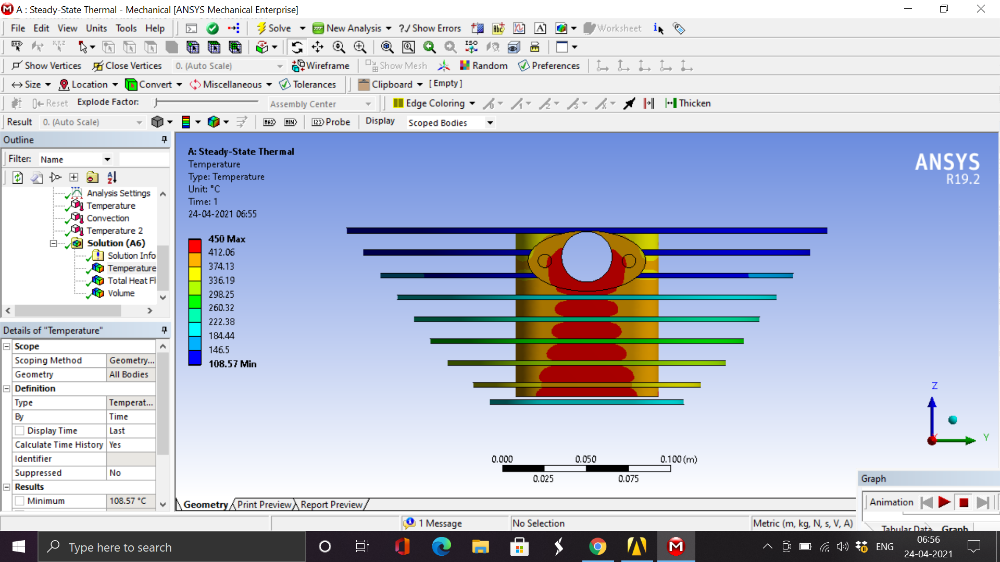 A : Steady-State Thermal - Mechanical [ANSYS Mechanical Enterprise]
File Edit View Units Tools Help Solve New Analysis ?/ Show Errors Abc A Worksheet
Show Vertices Close Vertices 0. (Auto Scale) Wireframe Show Mesh Random Preferences
Size Location Convert Miscellaneous Tolerances Clipboard [ Empty ]
Reset Explode Factor: Assembly Center Edge Coloring Thicken
Result 0. (Auto Scale) MAX MIN Probe Display Scoped Bodies
Outline
Filter: Name
Analysis Settings
Temperature
Convection
Temperature 2
Solution (A6)
Solution Info
Temperature
Total Heat Fl
Volume
Details of "Temperature"
Scope
Scoping Method Geometry...
Geometry All Bodies
Definition
Type Temperat...
By Time
Display Time Last
Calculate Time History Yes
Identifier
Suppressed No
Results
Minimum 108.57 °C
A: Steady-State Thermal
Temperature
Type: Temperature
Unit: °C
Time: 1
24-04-2021 06:55
450 Max
412.06
374.13
336.19
298.25
260.32
222.38
184.44
146.5
108.57 Min
ANSYS
R19.2
Z
Y
X
0.000 0.050 0.100 (m)
0.025 0.075
Geometry Print Preview Report Preview
Graph
Animation
Tabular Data Graph
1 Message No Selection Metric (m, kg, N, s, V, A)
Type here to search
ENG
06:56
24-04-2021